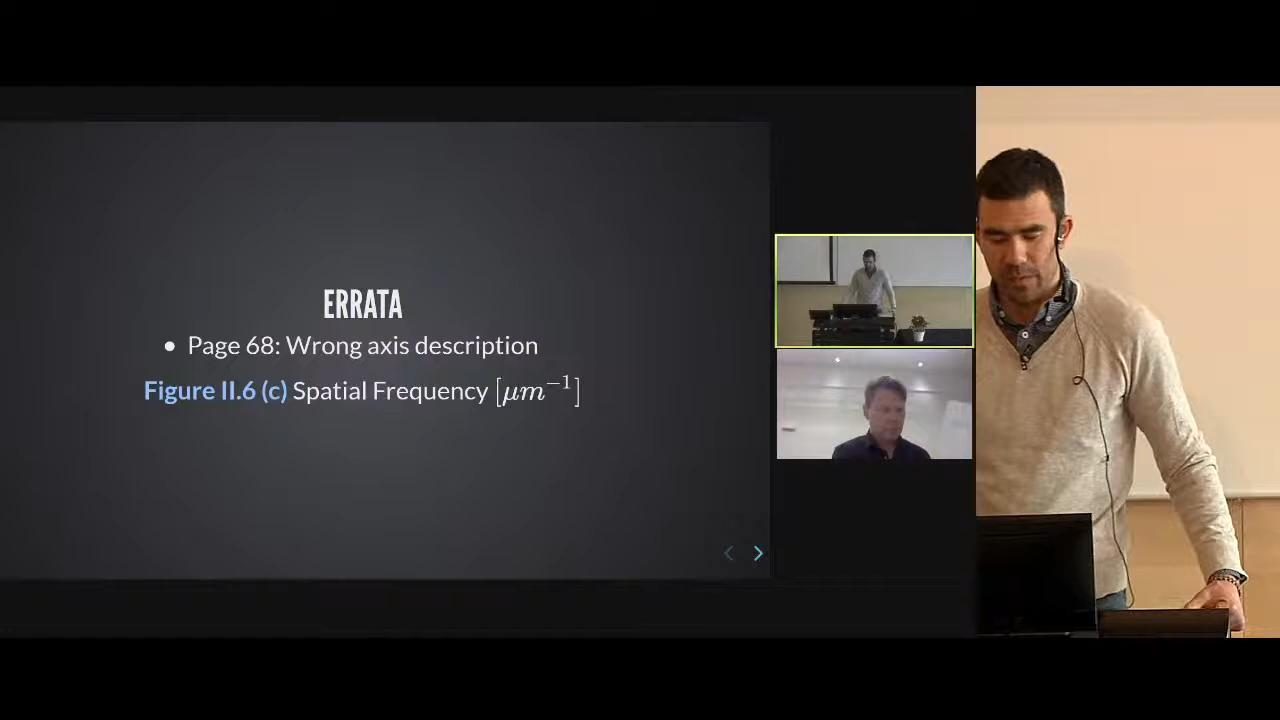 ERRATA
• Page 68: Wrong axis description
Figure II.6 (c) Spatial Frequency [μm⁻¹]